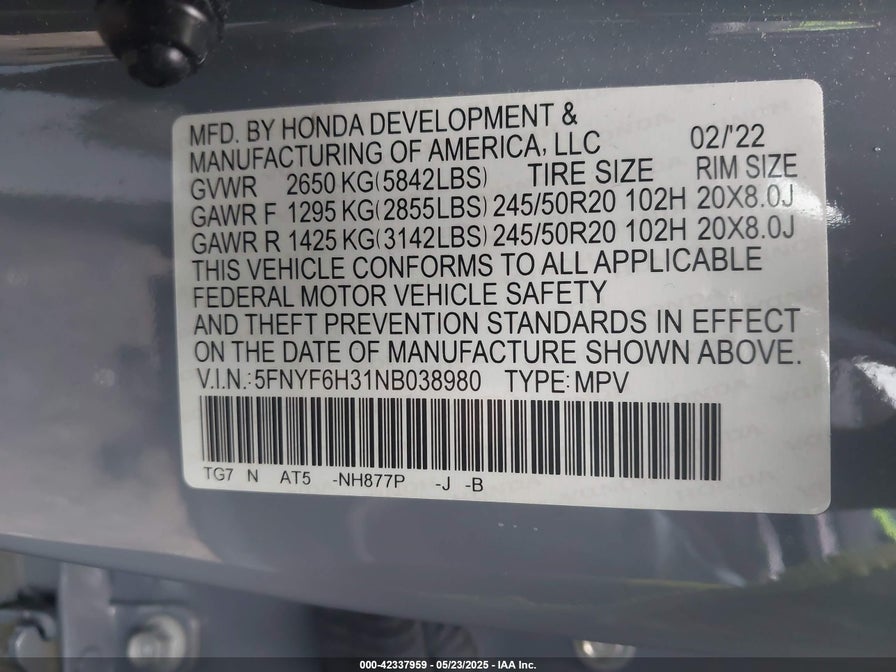 MFD. BY HONDA DEVELOPMENT &
MANUFACTURING OF AMERICA, LLC 02/'22
GVWR 2650 KG(5842LBS) TIRE SIZE RIM SIZE
GAWR F 1295 KG(2855LBS) 245/50R20 102H 20X8.0J
GAWR R 1425 KG(3142LBS) 245/50R20 102H 20X8.0J
THIS VEHICLE CONFORMS TO ALL APPLICABLE
FEDERAL MOTOR VEHICLE SAFETY
AND THEFT PREVENTION STANDARDS IN EFFECT
ON THE DATE OF MANUFACTURE SHOWN ABOVE.
V.I.N.:5FNYF6H31NB038980 TYPE:MPV
TG7 N AT5 -NH877P -J -B
000-42337959 - 05/23/2025 - IAA Inc.